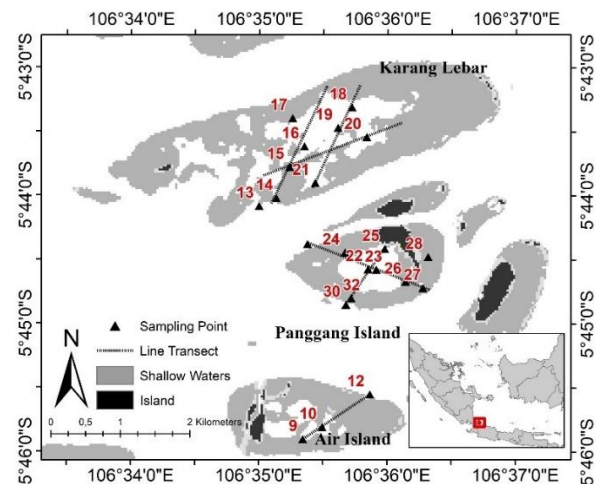 106°34'0"E 106°35'0"E 106°36'0"E 106°37'0"E
5°43'0"S
5°43'0"S
Karang Lebar
18
17
19
20
16
15
21
14
13
5°44'0"S
5°44'0"S
24
25
28
22 23
26
27
32
30
5°45'0"S
5°45'0"S
N
Sampling Point
Line Transect
Shallow Waters
Island
0 0,5 1 2 Kilometers
Panggang Island
12
10
9
Air Island
5°46'0"S
5°46'0"S
106°34'0"E 106°35'0"E 106°36'0"E 106°37'0"E